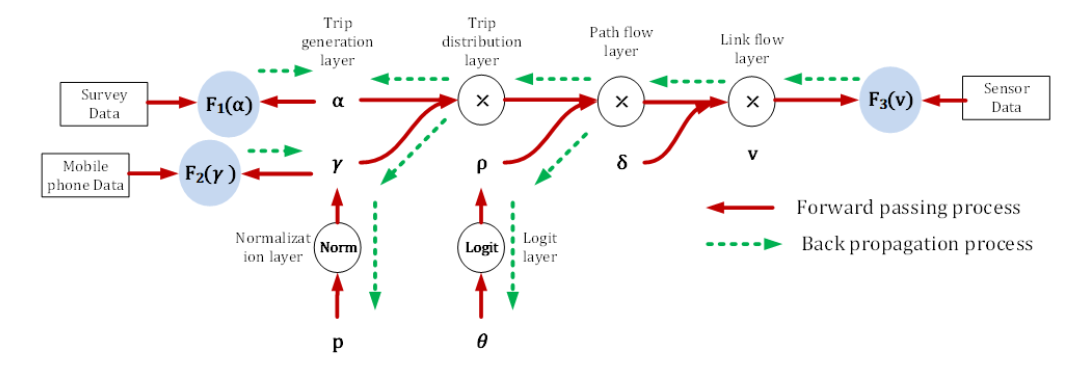 Trip
generation
layer
Trip
distribution
layer
Path flow
layer
Link flow
layer
Survey
Data
F₁(α)
α
×
×
×
F₃(v)
Sensor
Data
Mobile
phone Data
F₂(γ )
γ
ρ
δ
v
Normalizat
ion layer
Norm
Logit
Logit
layer
p
θ
Forward passing process
Back propagation process